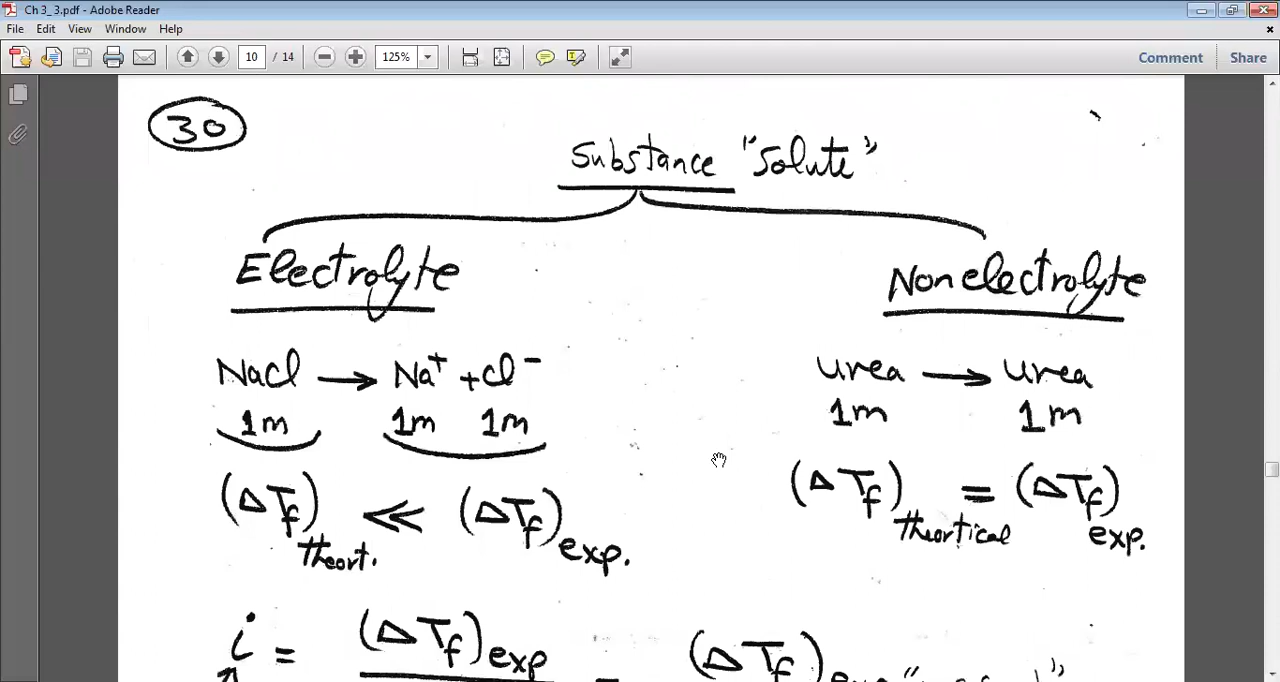 Ch 3_3.pdf - Adobe Reader
File Edit View Window Help
10 / 14 125% Comment Share
30
Substance "Solute"
Electrolyte Nonelectrolyte
NaCl → Na⁺ + Cl⁻ urea → urea
1m 1m 1m 1m 1m
(ΔTf)theort. << (ΔTf)exp. (ΔTf)theortical = (ΔTf)exp.
i = (ΔTf)exp = (ΔTf)